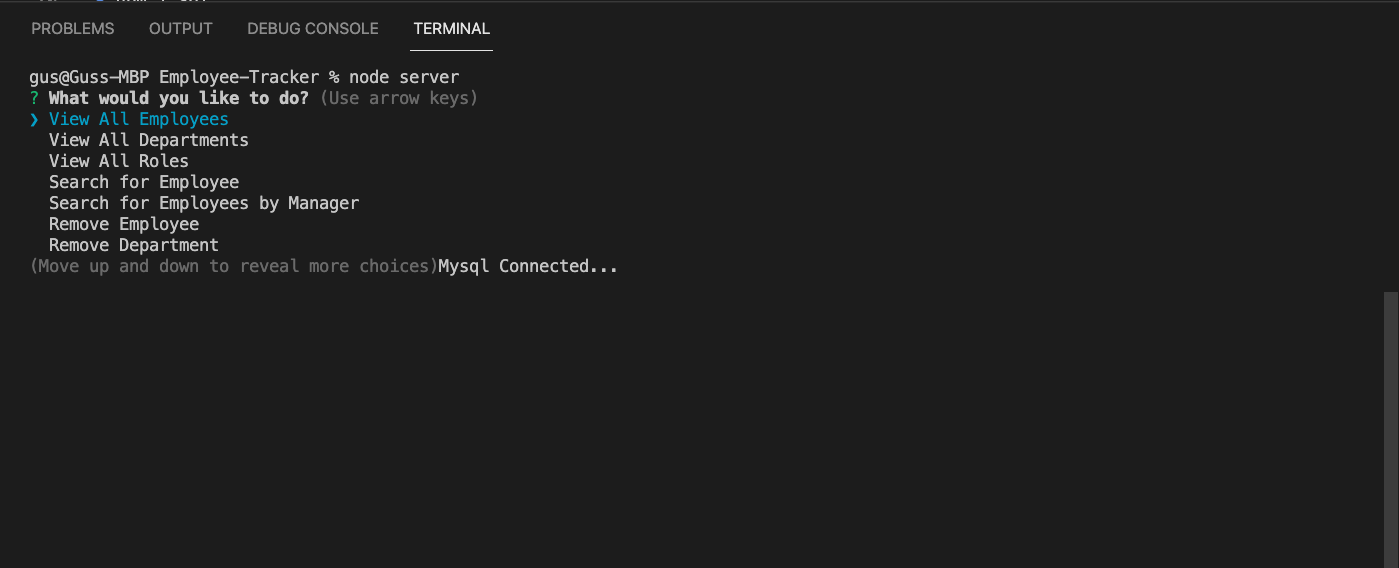 PROBLEMS OUTPUT DEBUG CONSOLE TERMINAL
gus@Guss-MBP Employee-Tracker % node server
? What would you like to do? (Use arrow keys)
❯ View All Employees
View All Departments
View All Roles
Search for Employee
Search for Employees by Manager
Remove Employee
Remove Department
(Move up and down to reveal more choices)Mysql Connected...